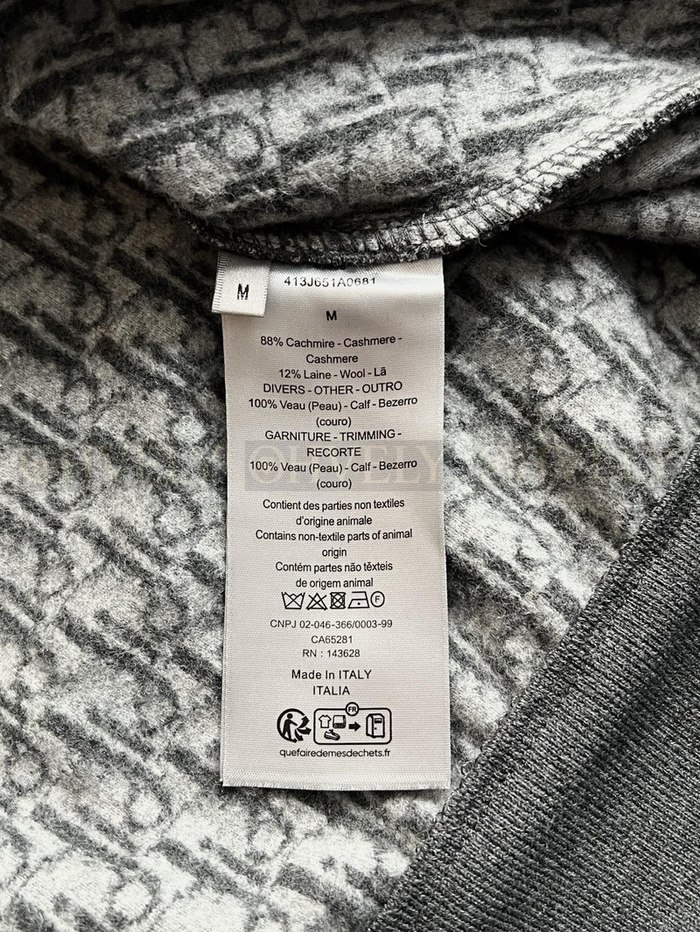 M
413J651A0681
M
88% Cachmire - Cashmere -
Cashmere
12% Laine - Wool - Lã
DIVERS - OTHER - OUTRO
100% Veau (Peau) - Calf - Bezerro
(couro)
GARNITURE - TRIMMING -
RECORTE
100% Veau (Peau) - Calf - Bezerro
(couro)
Contient des parties non textiles
d'origine animale
Contains non-textile parts of animal
origin
Contém partes não têxteis
de origem animal
F
CNPJ 02-046-366/0003-99
CA65281
RN : 143628
Made In ITALY
ITALIA
FR
quefairedemesdechets.fr